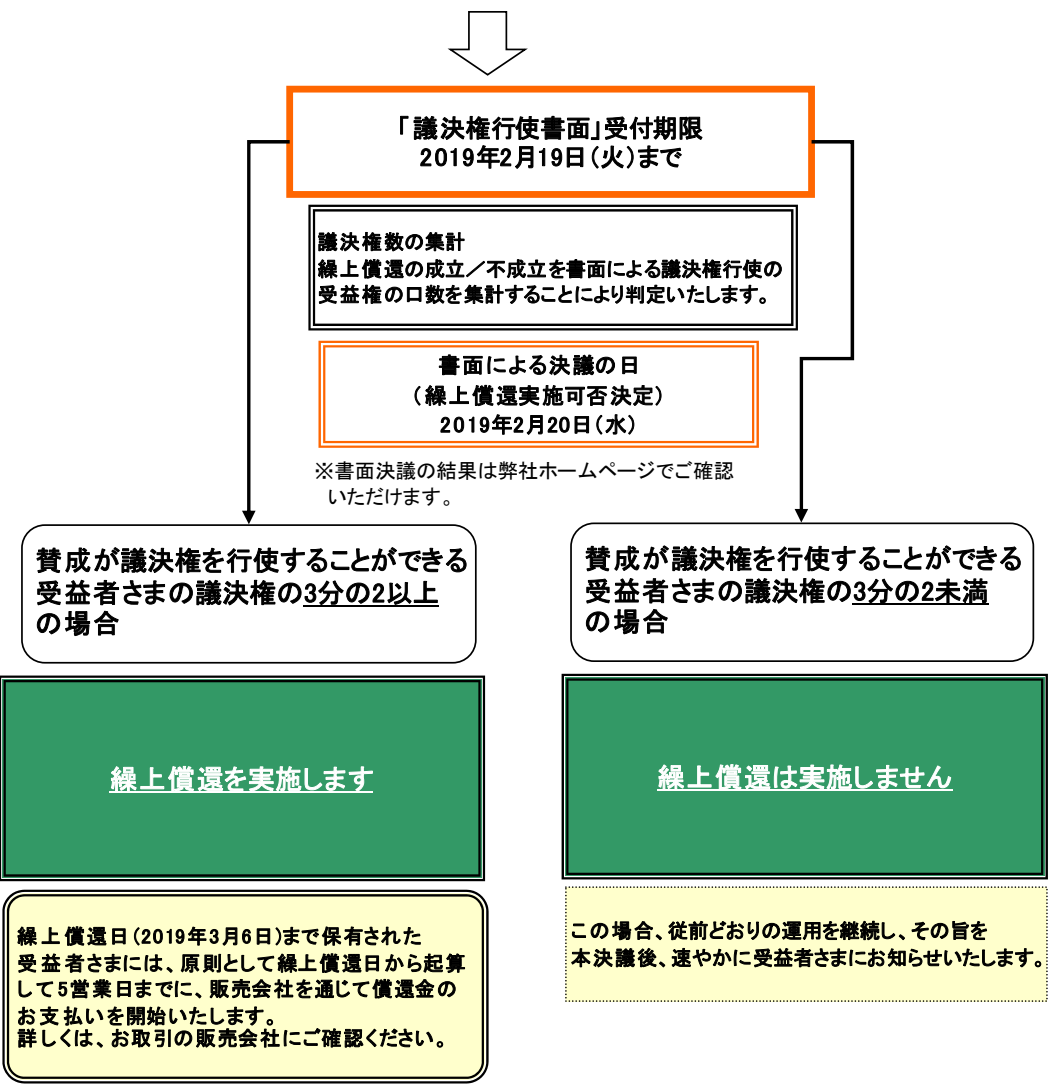 「議決権行使書面」受付期限
2019年2月19日(火)まで
議決権数の集計
繰上償還の成立/不成立を書面による議決権行使の
受益権の口数を集計することにより判定いたします。
書面による決議の日
(繰上償還実施可否決定)
2019年2月20日(水)
※書面決議の結果は弊社ホームページでご確認
いただけます。
賛成が議決権を行使することができる
受益者さまの議決権の3分の2以上
の場合
繰上償還を実施します
繰上償還日(2019年3月6日)まで保有された
受益者さまには、原則として繰上償還日から起算
して5営業日までに、販売会社を通じて償還金の
お支払いを開始いたします。
詳しくは、お取引の販売会社にご確認ください。
賛成が議決権を行使することができる
受益者さまの議決権の3分の2未満
の場合
繰上償還は実施しません
この場合、従前どおりの運用を継続し、その旨を
本決議後、速やかに受益者さまにお知らせいたします。